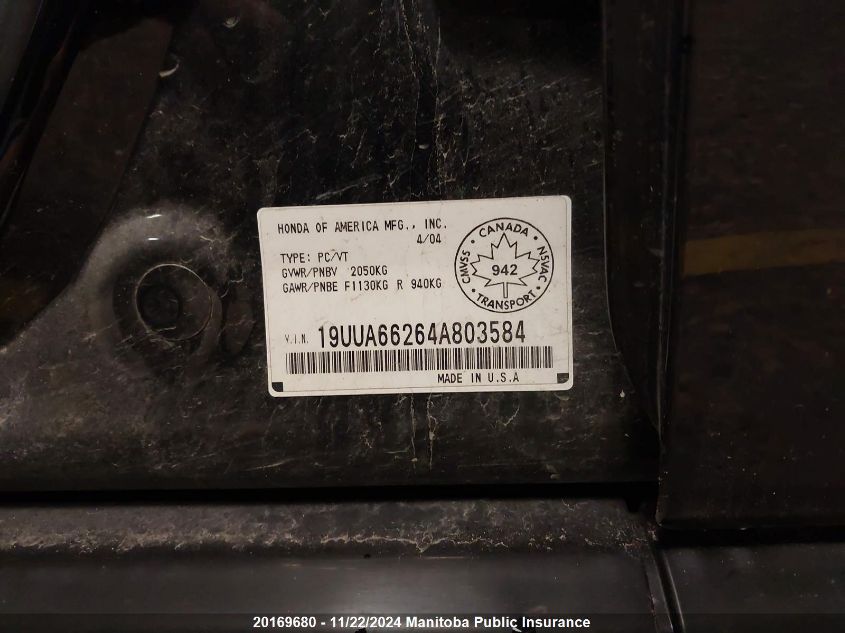 HONDA OF AMERICA MFG., INC.
4/04
TYPE: PC/VT
GVWR/PNBV 2050KG
GAWR/PNBE F1130KG R 940KG
CANADA
CMVSS 942 NSVAC
TRANSPORT
V.I.N. 19UUA66264A803584
MADE IN U.S.A
20169680 - 11/22/2024 Manitoba Public Insurance